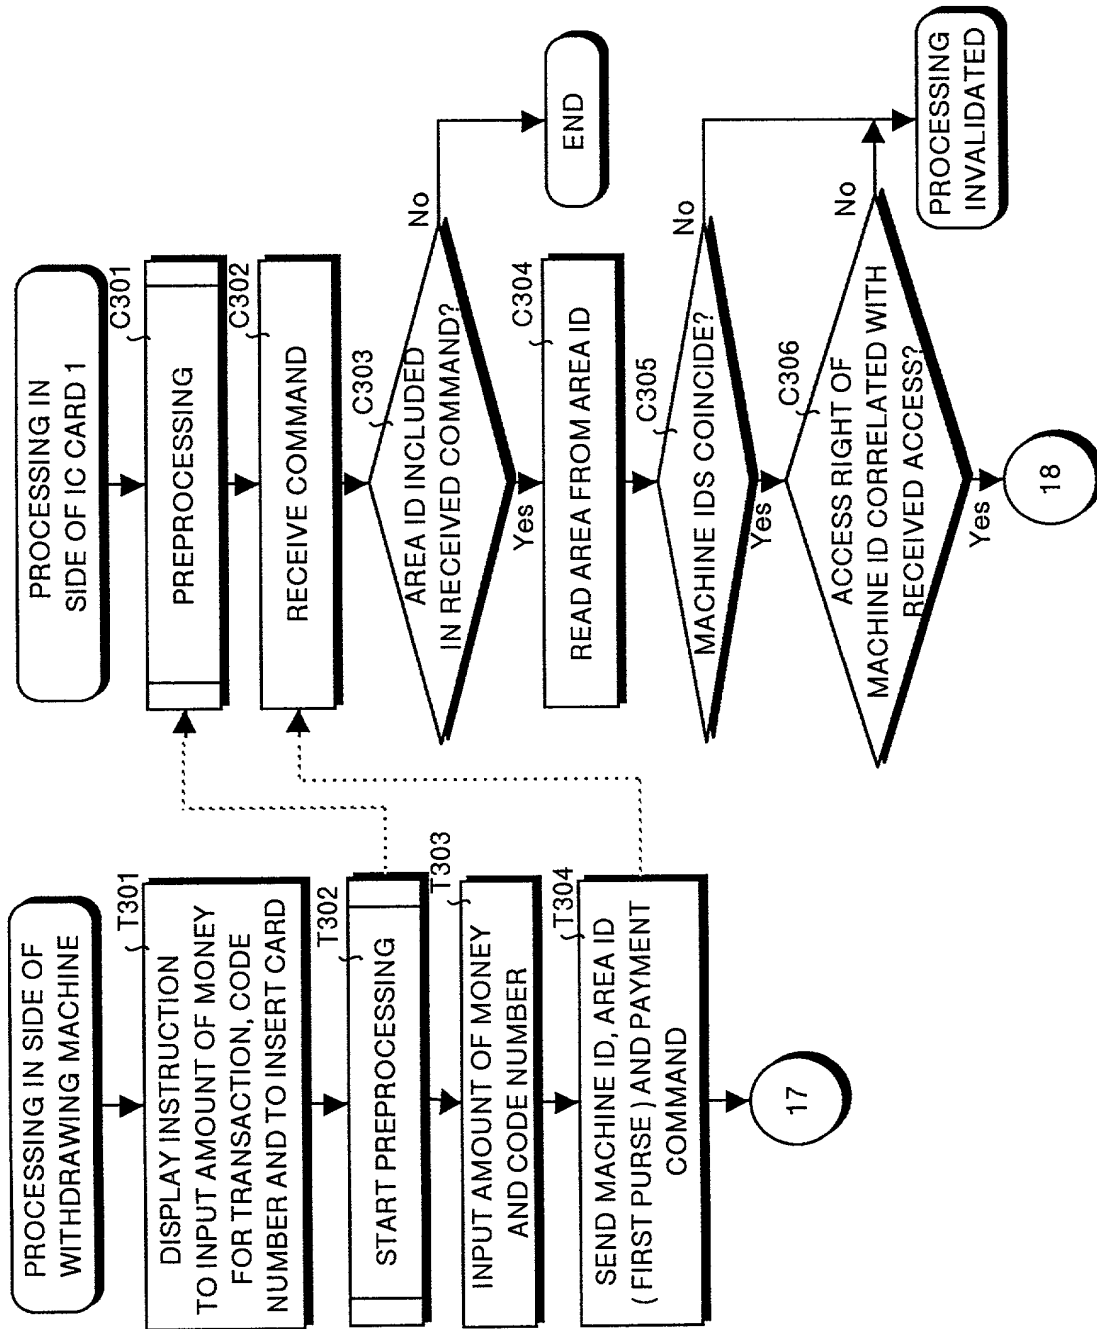 PROCESSING IN SIDE OF
WITHDRAWING MACHINE
T301
DISPLAY INSTRUCTION
TO INPUT AMOUNT OF MONEY
FOR TRANSACTION, CODE
NUMBER AND TO INSERT CARD
T302
START PREPROCESSING
T303
INPUT AMOUNT OF MONEY
AND CODE NUMBER
T304
SEND MACHINE ID, AREA ID
( FIRST PURSE ) AND PAYMENT
COMMAND
17
PROCESSING IN
SIDE OF IC CARD 1
C301
PREPROCESSING
C302
RECEIVE COMMAND
C303
AREA ID INCLUDED
IN RECEIVED COMMAND?
No
END
Yes
C304
READ AREA FROM AREA ID
C305
MACHINE IDS COINCIDE?
No
Yes
C306
ACCESS RIGHT OF
MACHINE ID CORRELATED WITH
RECEIVED ACCESS?
No
PROCESSING
INVALIDATED
Yes
18